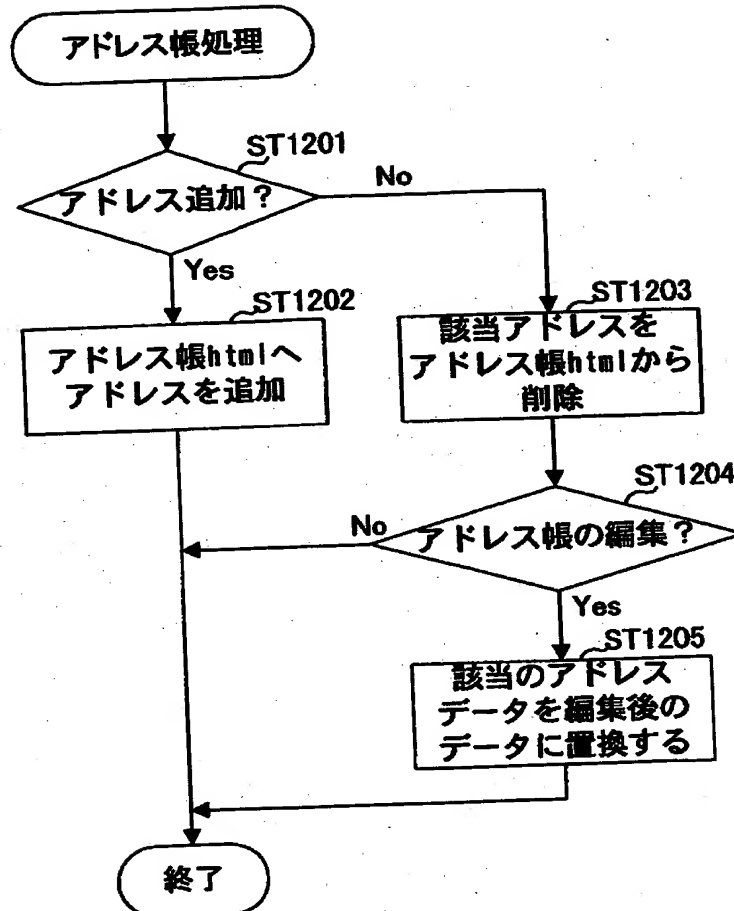 アドレス帳処理
ST1201
アドレス追加?
No
Yes
ST1202
アドレス帳htmlへ
アドレスを追加
ST1203
該当アドレスを
アドレス帳htmlから
削除
ST1204
アドレス帳の編集?
No
Yes
ST1205
該当のアドレス
データを編集後の
データに置換する
終了